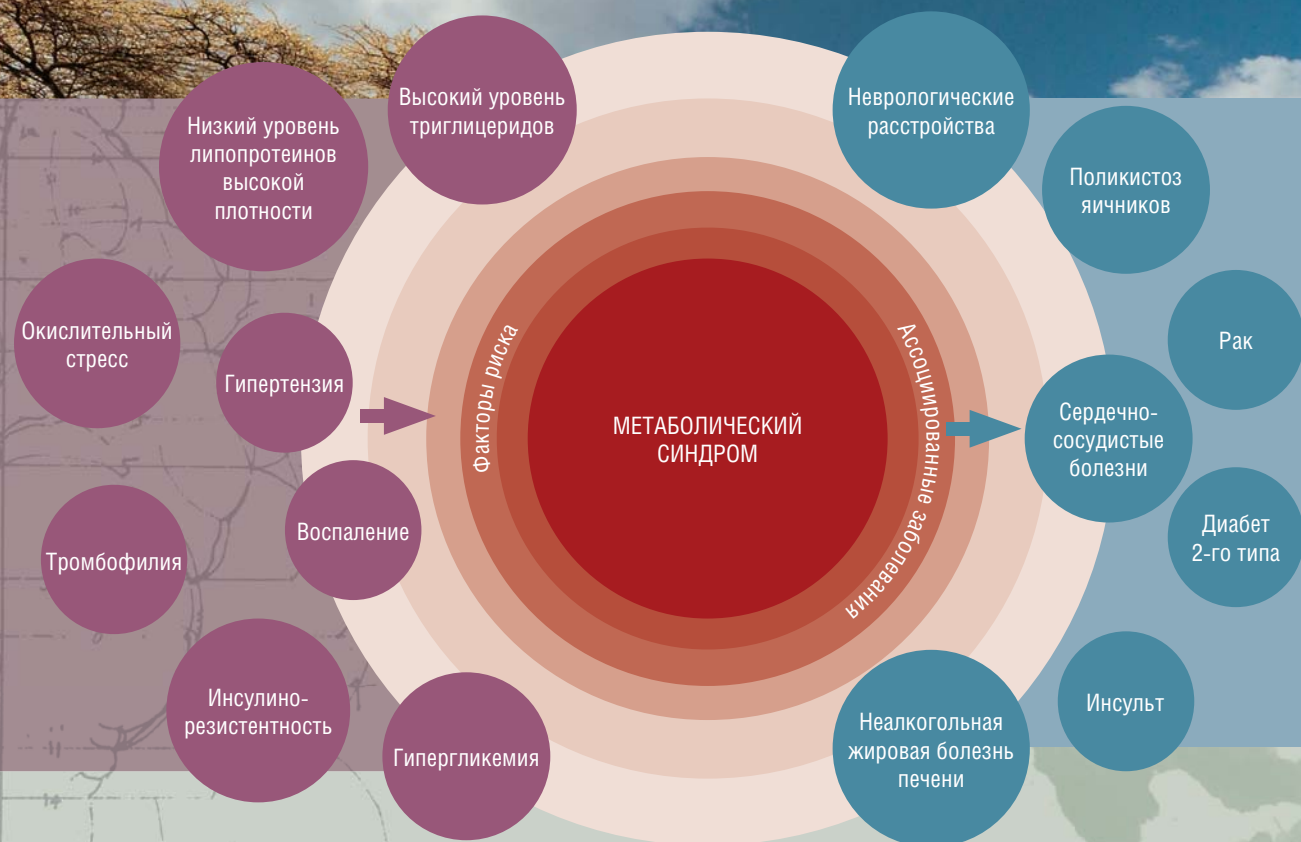 Высокий уровень
триглицеридов
Низкий уровень
липопротеинов
высокой
плотности
Окислительный
стресс
Гипертензия
Воспаление
Тромбофилия
Инсулино-
резистентность
Гипергликемия
Факторы риска
МЕТАБОЛИЧЕСКИЙ
СИНДРОМ
Ассоциированные заболевания
Неврологические
расстройства
Поликистоз
яичников
Рак
Сердечно-
сосудистые
болезни
Диабет
2-го типа
Инсульт
Неалкогольная
жировая болезнь
печени